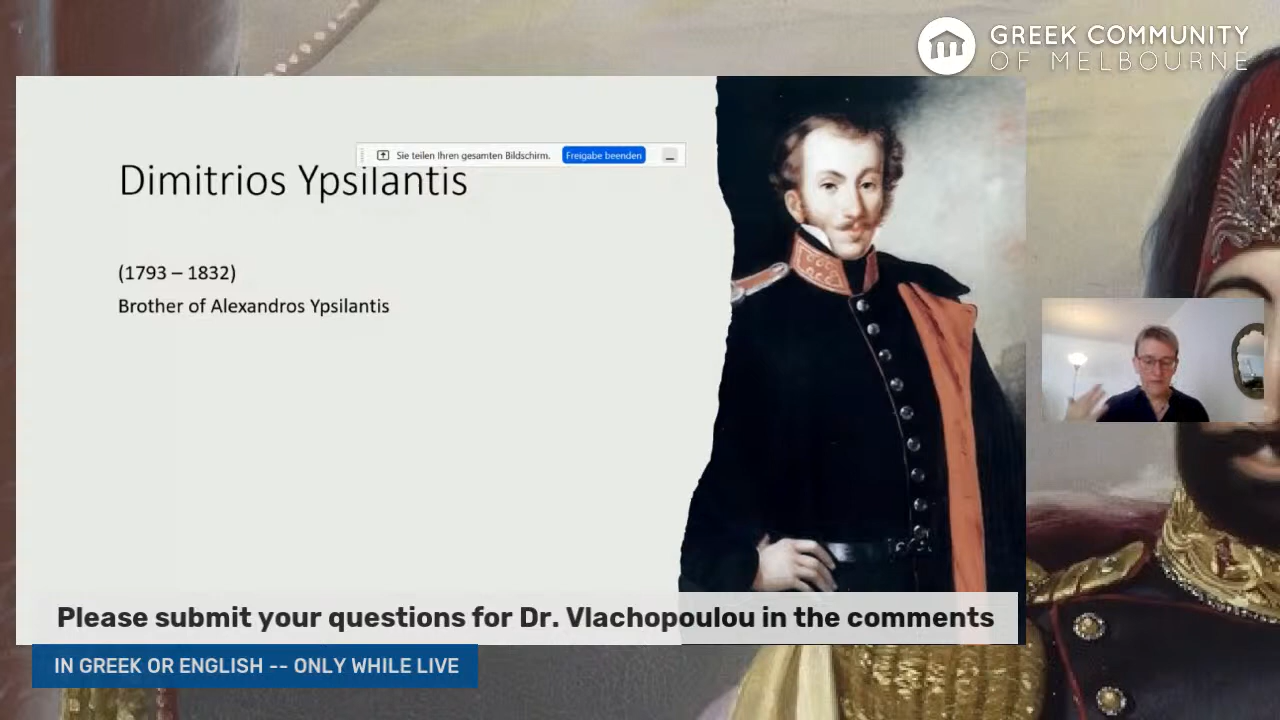 GREEK COMMUNITY
OF MELBOURNE
Sie teilen Ihren gesamten Bildschirm. Freigabe beenden
Dimitrios Ypsilantis
(1793 – 1832)
Brother of Alexandros Ypsilantis
Please submit your questions for Dr. Vlachopoulou in the comments
IN GREEK OR ENGLISH -- ONLY WHILE LIVE